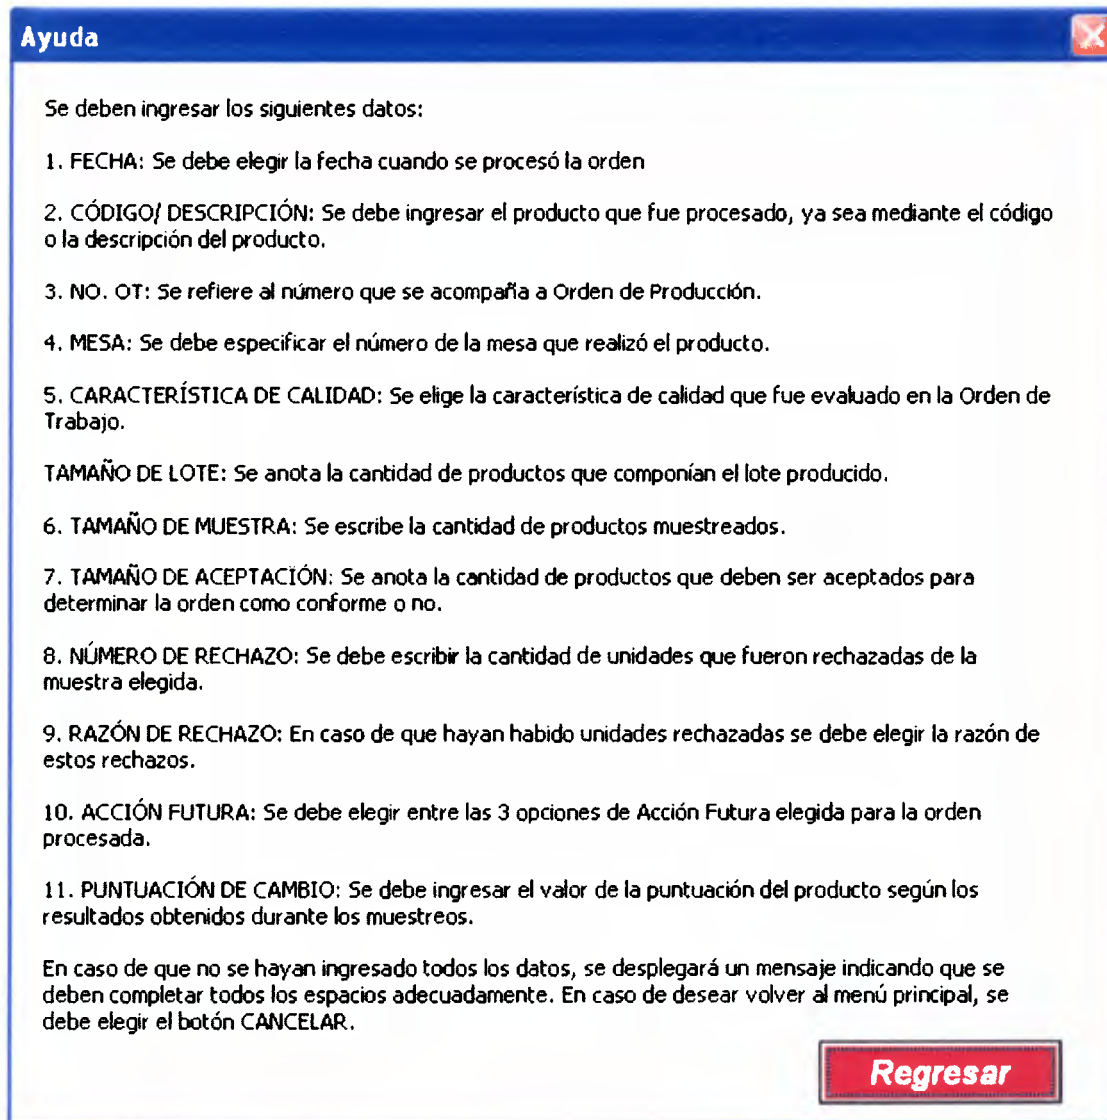 Ayuda
Se deben ingresar los siguientes datos:
1. FECHA: Se debe elegir la fecha cuando se procesó la orden
2. CÓDIGO/ DESCRIPCIÓN: Se debe ingresar el producto que fue procesado, ya sea mediante el código
o la descripción del producto.
3. NO. OT: Se refiere al número que se acompaña a Orden de Producción.
4. MESA: Se debe especificar el número de la mesa que realizó el producto.
5. CARACTERÍSTICA DE CALIDAD: Se elige la característica de calidad que fue evaluado en la Orden de
Trabajo.
TAMAÑO DE LOTE: Se anota la cantidad de productos que componían el lote producido.
6. TAMAÑO DE MUESTRA: Se escribe la cantidad de productos muestreados.
7. TAMAÑO DE ACEPTACIÓN: Se anota la cantidad de productos que deben ser aceptados para
determinar la orden como conforme o no.
8. NÚMERO DE RECHAZO: Se debe escribir la cantidad de unidades que fueron rechazadas de la
muestra elegida.
9. RAZÓN DE RECHAZO: En caso de que hayan habido unidades rechazadas se debe elegir la razón de
estos rechazos.
10. ACCIÓN FUTURA: Se debe elegir entre las 3 opciones de Acción Futura elegida para la orden
procesada.
11. PUNTUACIÓN DE CAMBIO: Se debe ingresar el valor de la puntuación del producto según los
resultados obtenidos durante los muestreos.
En caso de que no se hayan ingresado todos los datos, se desplegará un mensaje indicando que se
deben completar todos los espacios adecuadamente. En caso de desear volver al menú principal, se
debe elegir el botón CANCELAR.
Regresar